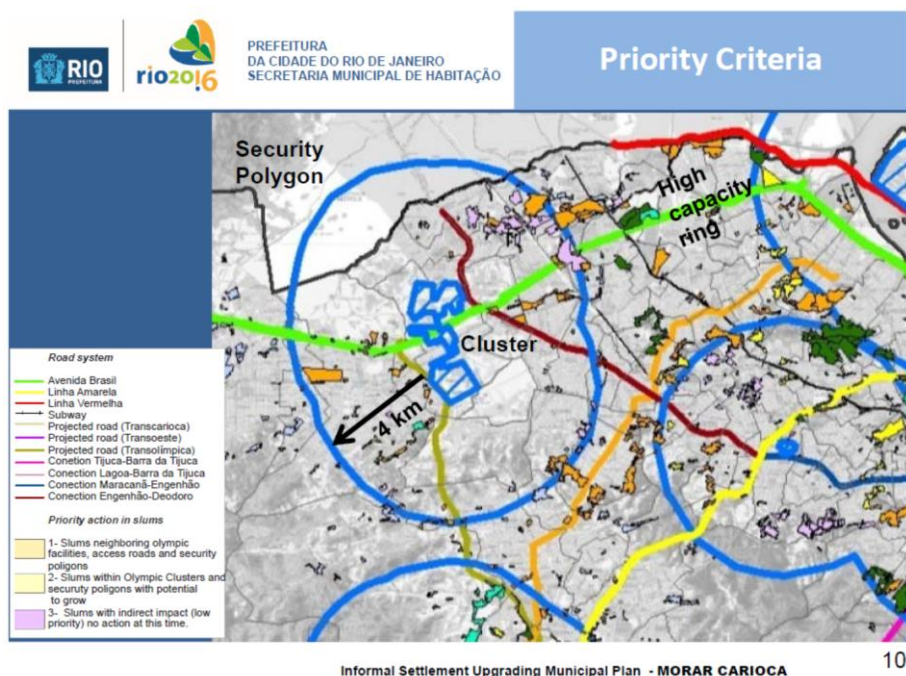 RIO
PREFEITURA
rio2016
PREFEITURA
DA CIDADE DO RIO DE JANEIRO
SECRETARIA MUNICIPAL DE HABITAÇÃO
Priority Criteria
Security
Polygon
High
capacity
ring
Cluster
4 km
Road system
Avenida Brasil
Linha Amarela
Linha Vermelha
Subway
Projected road (Transcarioca)
Projected road (Transoeste)
Projected road (Transolímpica)
Conetion Tijuca-Barra da Tijuca
Conection Lagoa-Barra da Tijuca
Conection Maracanã-Engenhão
Conection Engenhão-Deodoro
Priority action in slums
1- Slums neighboring olympic
facilities, access roads and security
poligons
2- Slums within Olympic Clusters and
securuty poligons with potential
to grow
3- Slums with indirect impact (low
priority) no action at this time.
Informal Settlement Upgrading Municipal Plan - MORAR CARIOCA
10